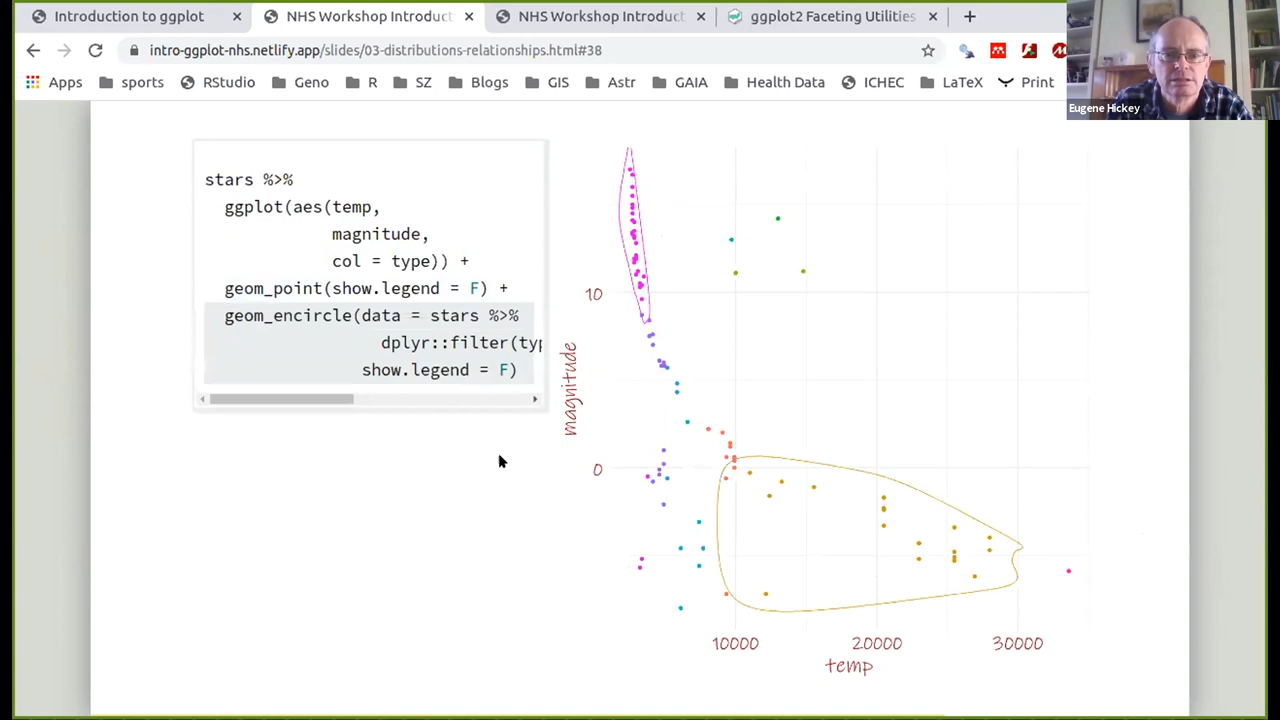 Introduction to ggplot
NHS Workshop Introduct
NHS Workshop Introduct
ggplot2 Faceting Utilities
intro-ggplot-nhs.netlify.app/slides/03-distributions-relationships.html#38
Apps
sports
RStudio
Geno
R
SZ
Blogs
GIS
Astr
GAIA
Health Data
ICHEC
LaTeX
Print
Eugene Hickey
stars %>%
ggplot(aes(temp,
magnitude,
col = type)) +
geom_point(show.legend = F) +
geom_encircle(data = stars %>%
dplyr::filter(typ
show.legend = F)
10
0
magnitude
10000
20000
30000
temp